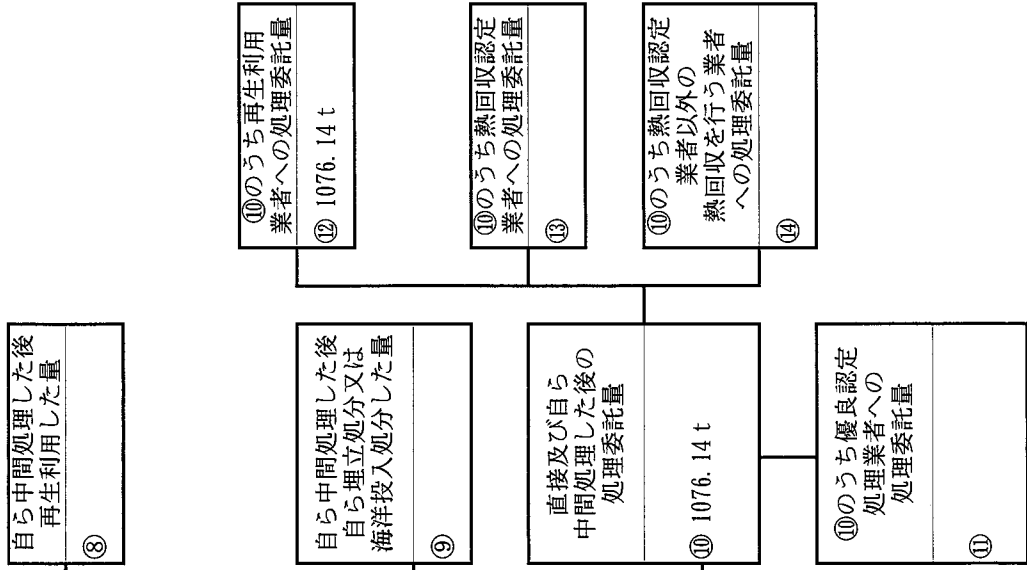 自ら中間処理した後
再生利用した量
⑧
自ら中間処理した後
自ら埋立処分又は
海洋投入処分した量
⑨
直接及び自ら
中間処理した後の
処理委託量
⑩ 1076.14 t
⑩のうち優良認定
処理業者への
処理委託量
⑪
⑩のうち再生利用
業者への処理委託量
⑫ 1076.14 t
⑩のうち熱回収認定
業者への処理委託量
⑬
⑩のうち熱回収認定
業者以外の
熱回収を行う業者
への処理委託量
⑭